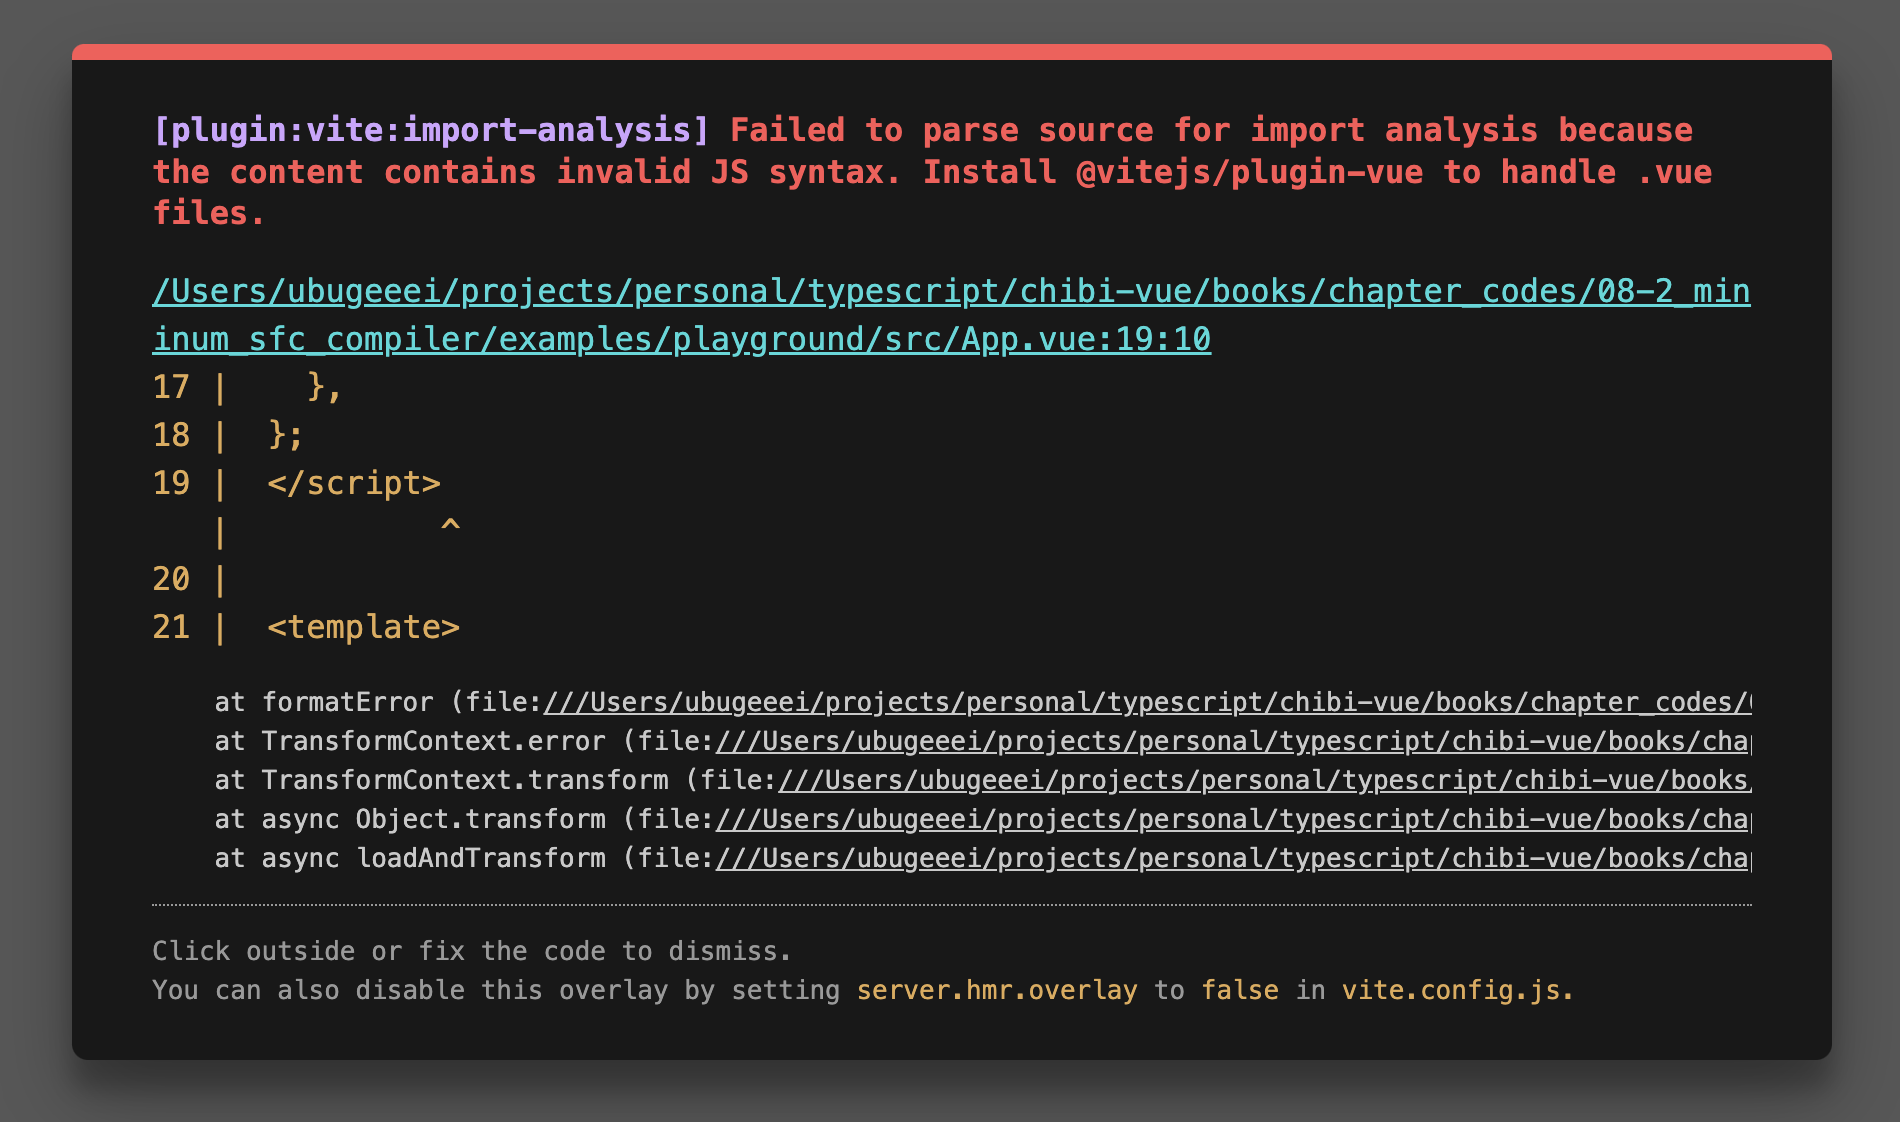 [plugin:vite:import-analysis] Failed to parse source for import analysis because
the content contains invalid JS syntax. Install @vitejs/plugin-vue to handle .vue
files.
/Users/ubugeeei/projects/personal/typescript/chibi-vue/books/chapter_codes/08-2_min
inum_sfc_compiler/examples/playground/src/App.vue:19:10
17 |    },
18 |  };
19 |  </script>
   |           ^
20 |
21 |  <template>
at formatError (file:///Users/ubugeeei/projects/personal/typescript/chibi-vue/books/chapter_codes/
at TransformContext.error (file:///Users/ubugeeei/projects/personal/typescript/chibi-vue/books/cha
at TransformContext.transform (file:///Users/ubugeeei/projects/personal/typescript/chibi-vue/books/
at async Object.transform (file:///Users/ubugeeei/projects/personal/typescript/chibi-vue/books/cha
at async loadAndTransform (file:///Users/ubugeeei/projects/personal/typescript/chibi-vue/books/cha
Click outside or fix the code to dismiss.
You can also disable this overlay by setting server.hmr.overlay to false in vite.config.js.